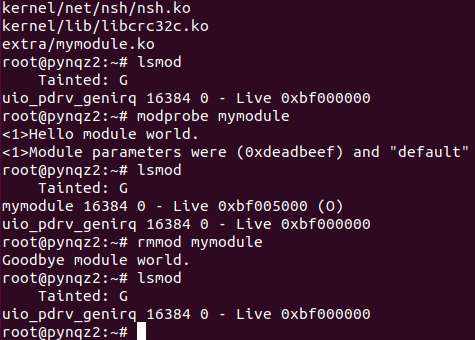 kernel/net/nsh/nsh.ko
kernel/lib/libcrc32c.ko
extra/mymodule.ko
root@pynqz2:~# lsmod
    Tainted: G
uio_pdrv_genirq 16384 0 - Live 0xbf000000
root@pynqz2:~# modprobe mymodule
<1>Hello module world.
<1>Module parameters were (0xdeadbeef) and "default"
root@pynqz2:~# lsmod
    Tainted: G
mymodule 16384 0 - Live 0xbf005000 (O)
uio_pdrv_genirq 16384 0 - Live 0xbf000000
root@pynqz2:~# rmmod mymodule
Goodbye module world.
root@pynqz2:~# lsmod
    Tainted: G
uio_pdrv_genirq 16384 0 - Live 0xbf000000
root@pynqz2:~#